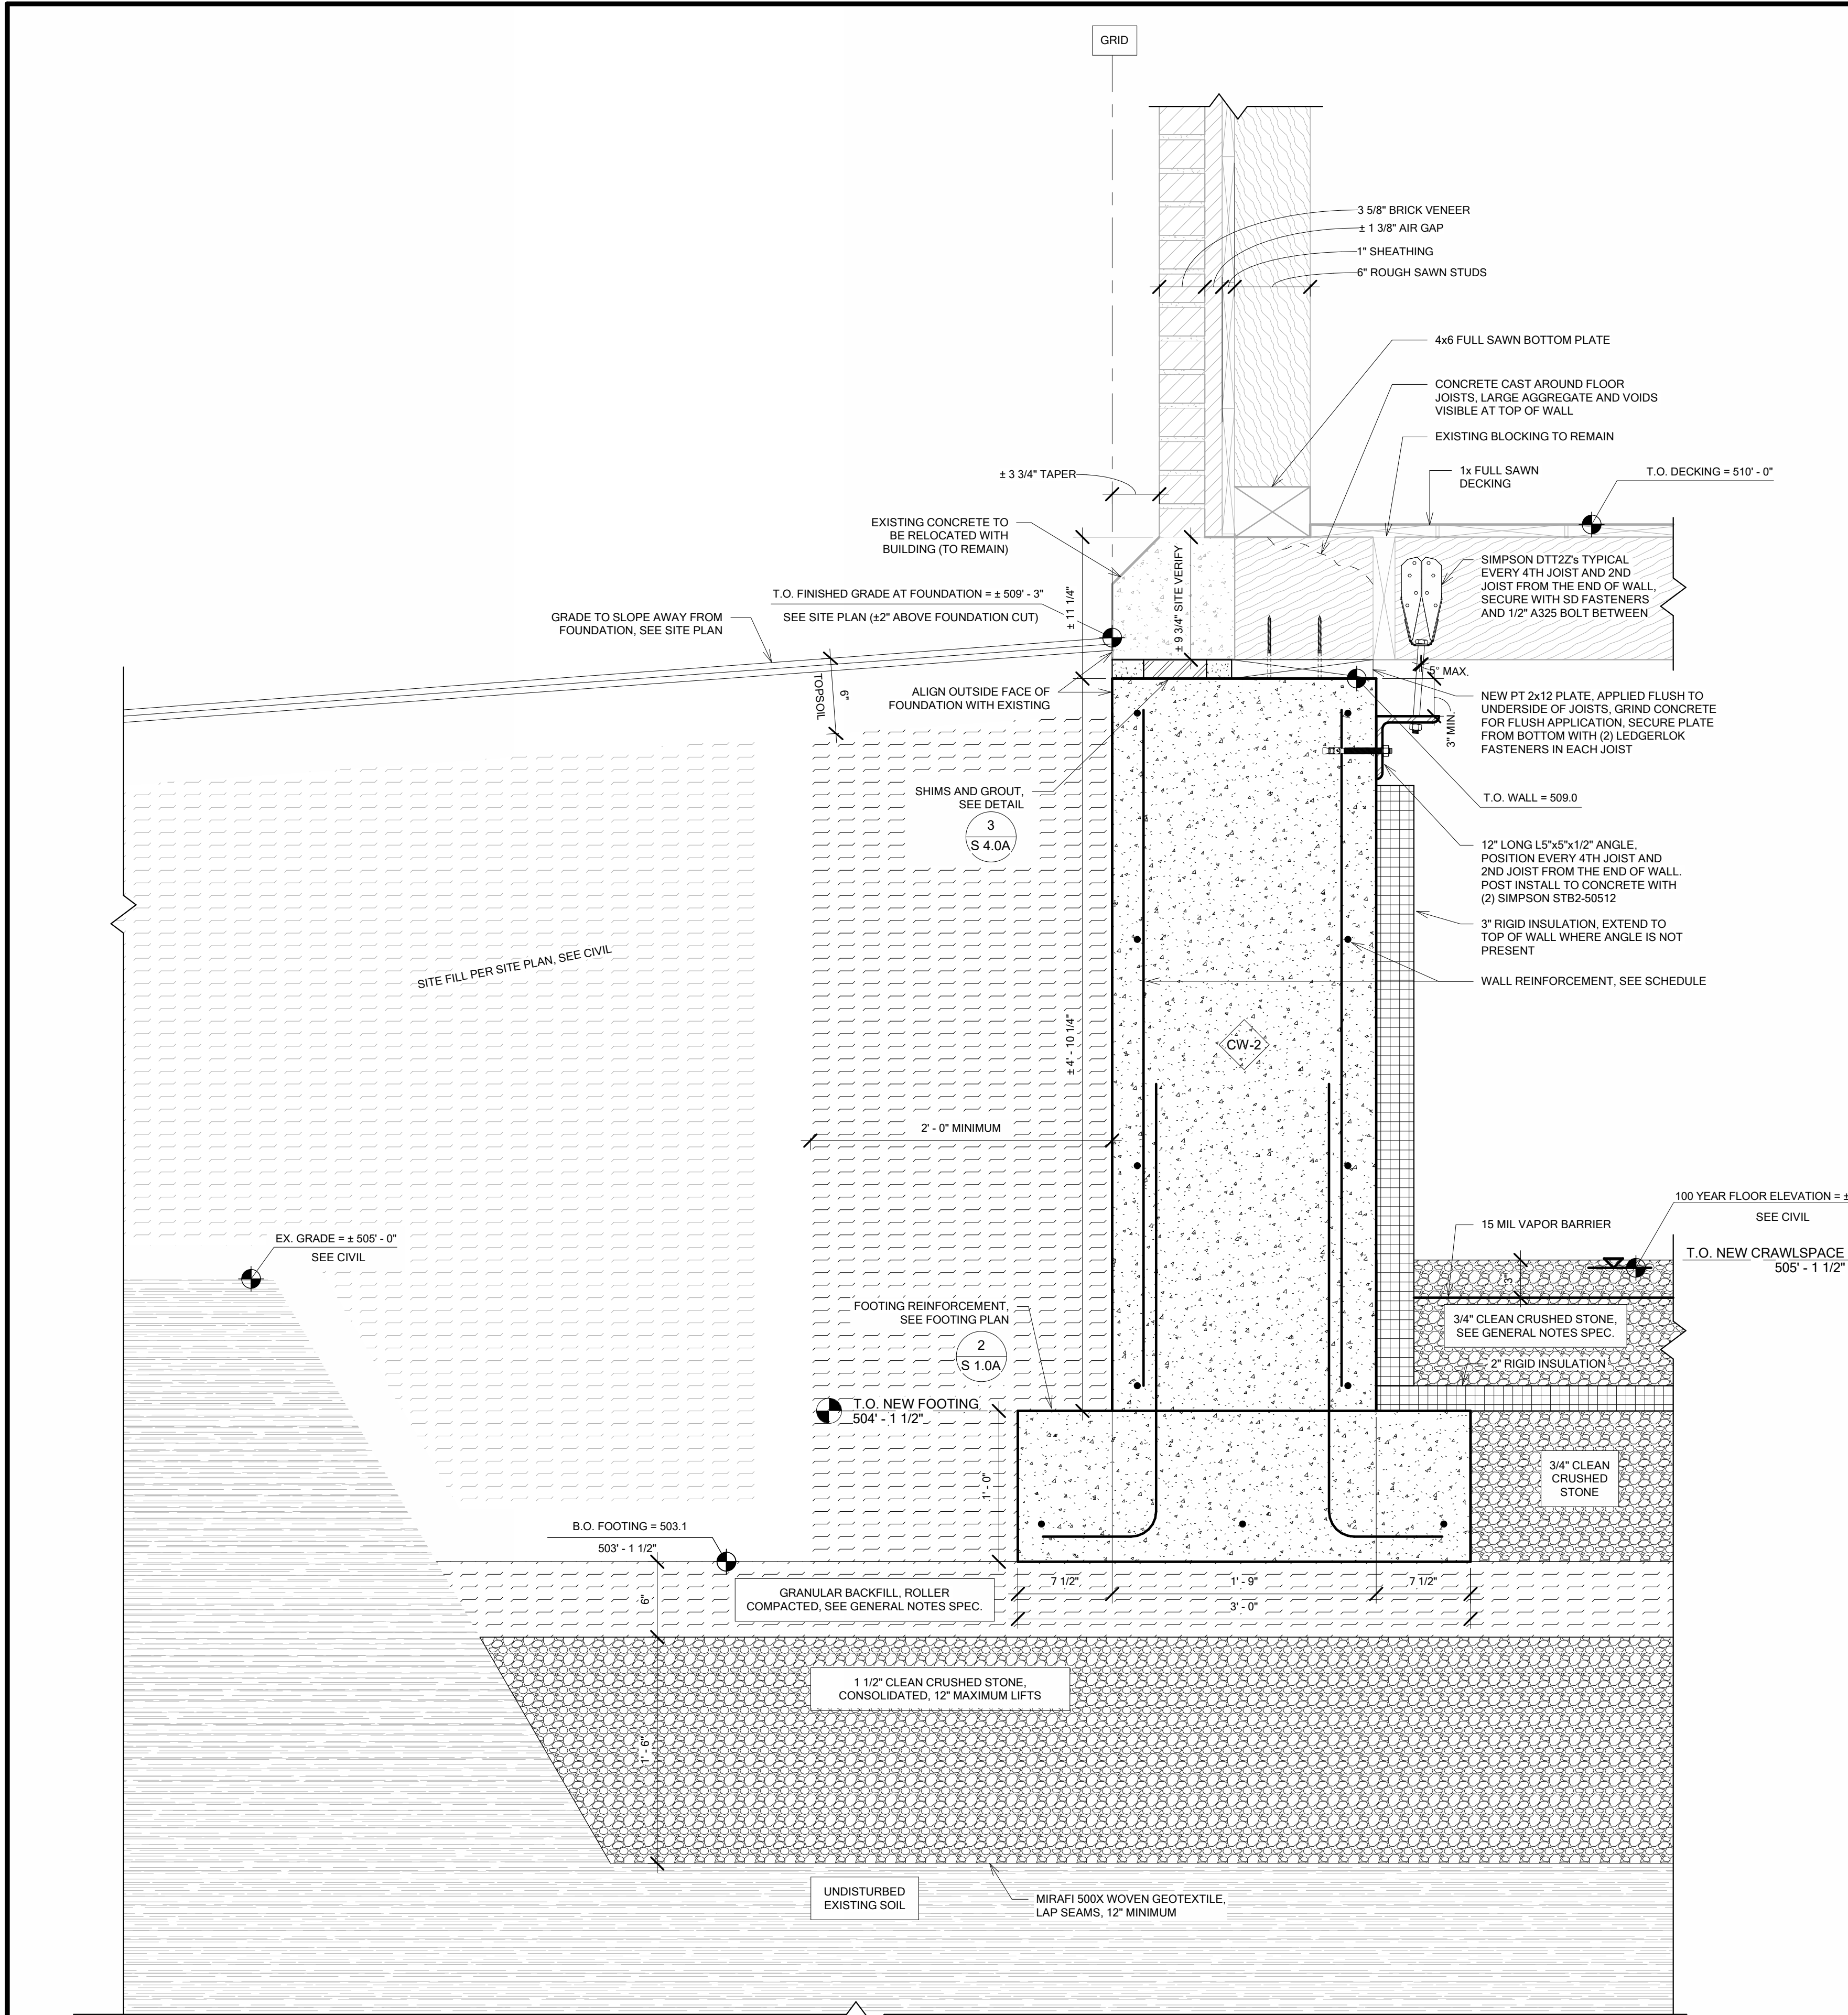 GRID
3 5/8" BRICK VENEER
± 1 3/8" AIR GAP
1" SHEATHING
6" ROUGH SAWN STUDS
4x6 FULL SAWN BOTTOM PLATE
CONCRETE CAST AROUND FLOOR
JOISTS, LARGE AGGREGATE AND VOIDS
VISIBLE AT TOP OF WALL
EXISTING BLOCKING TO REMAIN
1x FULL SAWN
DECKING
T.O. DECKING = 510' - 0"
± 3 3/4" TAPER
EXISTING CONCRETE TO
BE RELOCATED WITH
BUILDING (TO REMAIN)
T.O. FINISHED GRADE AT FOUNDATION = ± 509' - 3"
SEE SITE PLAN (±2" ABOVE FOUNDATION CUT)
± 11 1/4"
± 9 3/4" SITE VERIFY
SIMPSON DTT2Z's TYPICAL
EVERY 4TH JOIST AND 2ND
JOIST FROM THE END OF WALL,
SECURE WITH SD FASTENERS
AND 1/2" A325 BOLT BETWEEN
GRADE TO SLOPE AWAY FROM
FOUNDATION, SEE SITE PLAN
6"
TOPSOIL
ALIGN OUTSIDE FACE OF
FOUNDATION WITH EXISTING
5° MAX.
3" MIN.
NEW PT 2x12 PLATE, APPLIED FLUSH TO
UNDERSIDE OF JOISTS, GRIND CONCRETE
FOR FLUSH APPLICATION, SECURE PLATE
FROM BOTTOM WITH (2) LEDGERLOK
FASTENERS IN EACH JOIST
SHIMS AND GROUT,
SEE DETAIL
3
S 4.0A
T.O. WALL = 509.0
12" LONG L5"x5"x1/2" ANGLE,
POSITION EVERY 4TH JOIST AND
2ND JOIST FROM THE END OF WALL.
POST INSTALL TO CONCRETE WITH
(2) SIMPSON STB2-50512
3" RIGID INSULATION, EXTEND TO
TOP OF WALL WHERE ANGLE IS NOT
PRESENT
SITE FILL PER SITE PLAN, SEE CIVIL
WALL REINFORCEMENT, SEE SCHEDULE
± 4' - 10 1/4"
CW-2
2' - 0" MINIMUM
100 YEAR FLOOR ELEVATION = ±
SEE CIVIL
15 MIL VAPOR BARRIER
EX. GRADE = ± 505' - 0"
SEE CIVIL
T.O. NEW CRAWLSPACE
505' - 1 1/2"
3"
FOOTING REINFORCEMENT,
SEE FOOTING PLAN
2
S 1.0A
3/4" CLEAN CRUSHED STONE,
SEE GENERAL NOTES SPEC.
2" RIGID INSULATION
T.O. NEW FOOTING
504' - 1 1/2"
1' - 0"
3/4" CLEAN
CRUSHED
STONE
B.O. FOOTING = 503.1
503' - 1 1/2"
6"
GRANULAR BACKFILL, ROLLER
COMPACTED, SEE GENERAL NOTES SPEC.
7 1/2"
1' - 9"
7 1/2"
3' - 0"
1 1/2" CLEAN CRUSHED STONE,
CONSOLIDATED, 12" MAXIMUM LIFTS
1' - 6"
UNDISTURBED
EXISTING SOIL
MIRAFI 500X WOVEN GEOTEXTILE,
LAP SEAMS, 12" MINIMUM